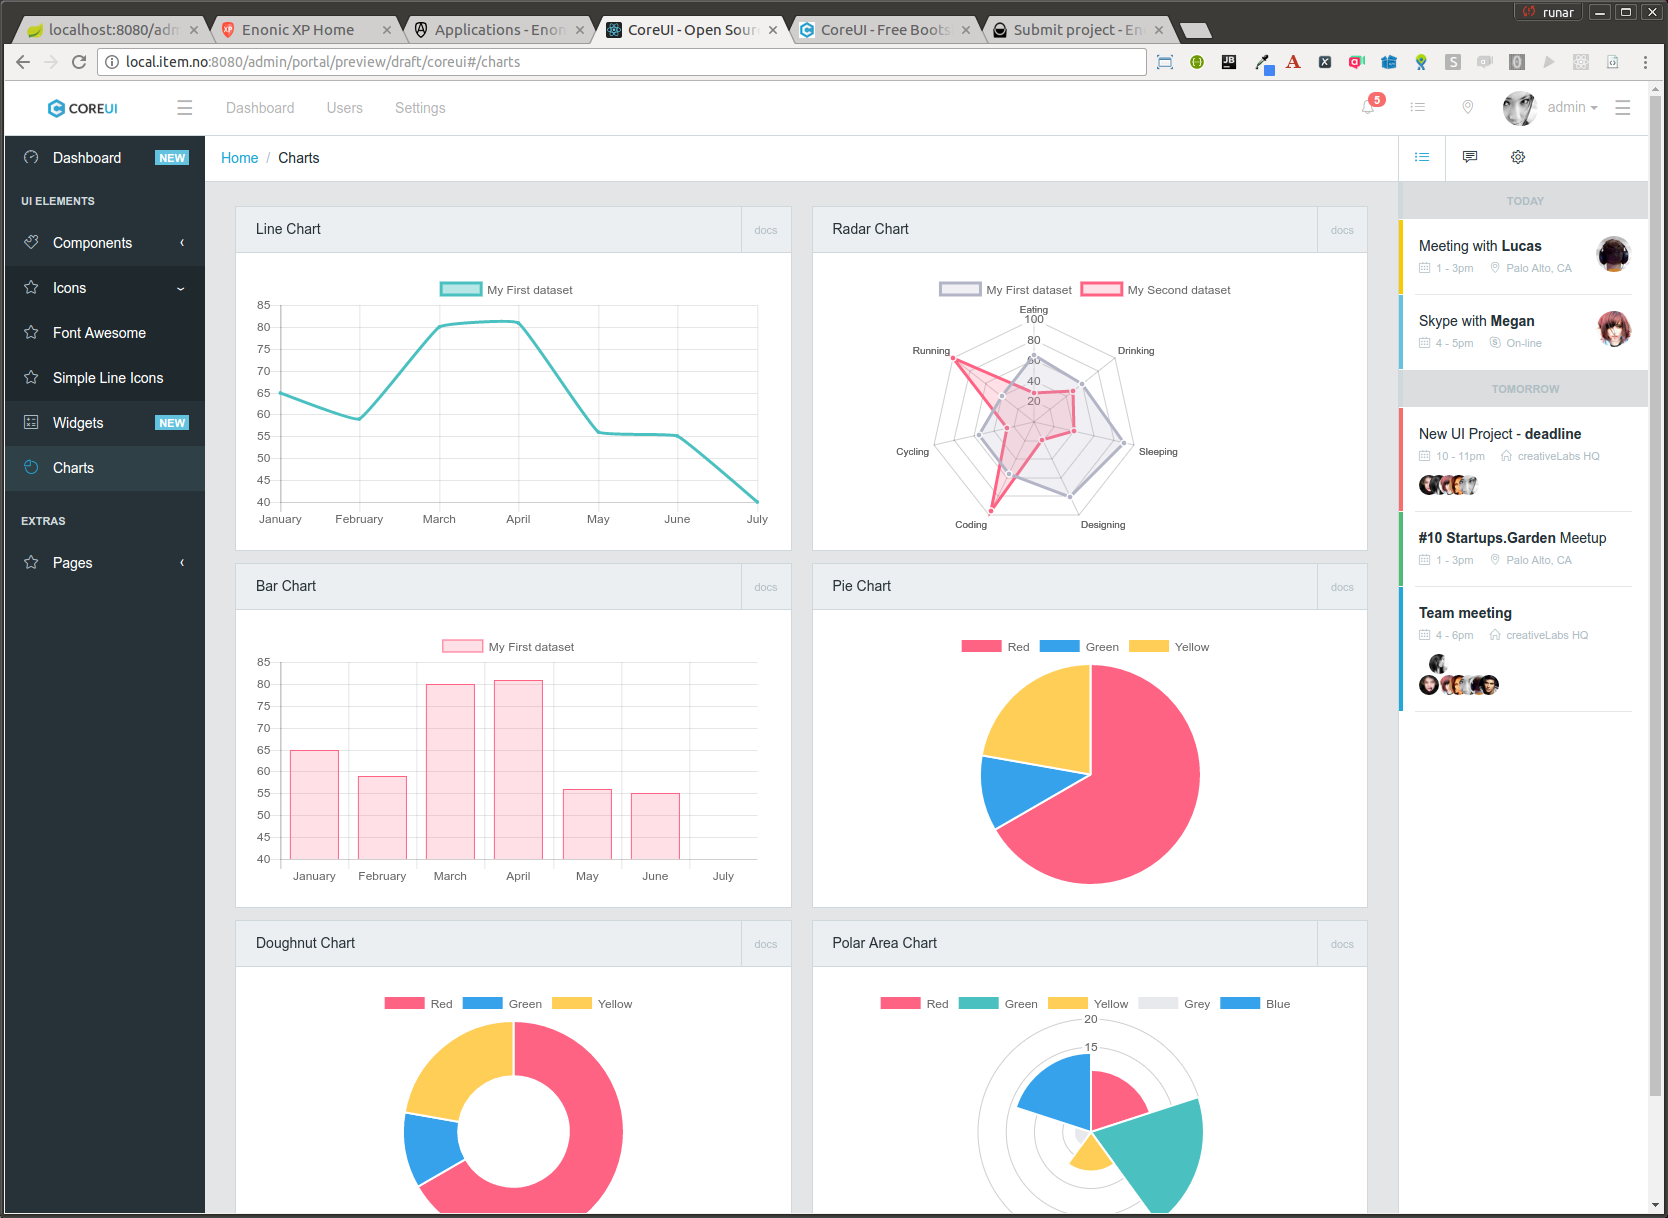 runar
localhost:8080/adm
Enonic XP Home
Applications - Enon
CoreUI - Open Sour
CoreUI - Free Boots
Submit project - En
local.item.no:8080/admin/portal/preview/draft/coreui#/charts
COREUI
Dashboard
Users
Settings
5
admin
Dashboard
NEW
UI ELEMENTS
Components
Icons
Font Awesome
Simple Line Icons
Widgets
NEW
Charts
EXTRAS
Pages
Home / Charts
Line Chart
docs
My First dataset
85
80
75
70
65
60
55
50
45
40
January
February
March
April
May
June
July
Radar Chart
docs
My First dataset
My Second dataset
Eating
100
80
60
40
20
Running
Drinking
Cycling
Sleeping
Coding
Designing
Bar Chart
docs
My First dataset
85
80
75
70
65
60
55
50
45
40
January
February
March
April
May
June
July
Pie Chart
docs
Red
Green
Yellow
Doughnut Chart
docs
Red
Green
Yellow
Polar Area Chart
docs
Red
Green
Yellow
Grey
Blue
20
15
TODAY
Meeting with Lucas
1 - 3pm
Palo Alto, CA
Skype with Megan
4 - 5pm
On-line
TOMORROW
New UI Project - deadline
10 - 11pm
creativeLabs HQ
#10 Startups.Garden Meetup
1 - 3pm
Palo Alto, CA
Team meeting
4 - 6pm
creativeLabs HQ